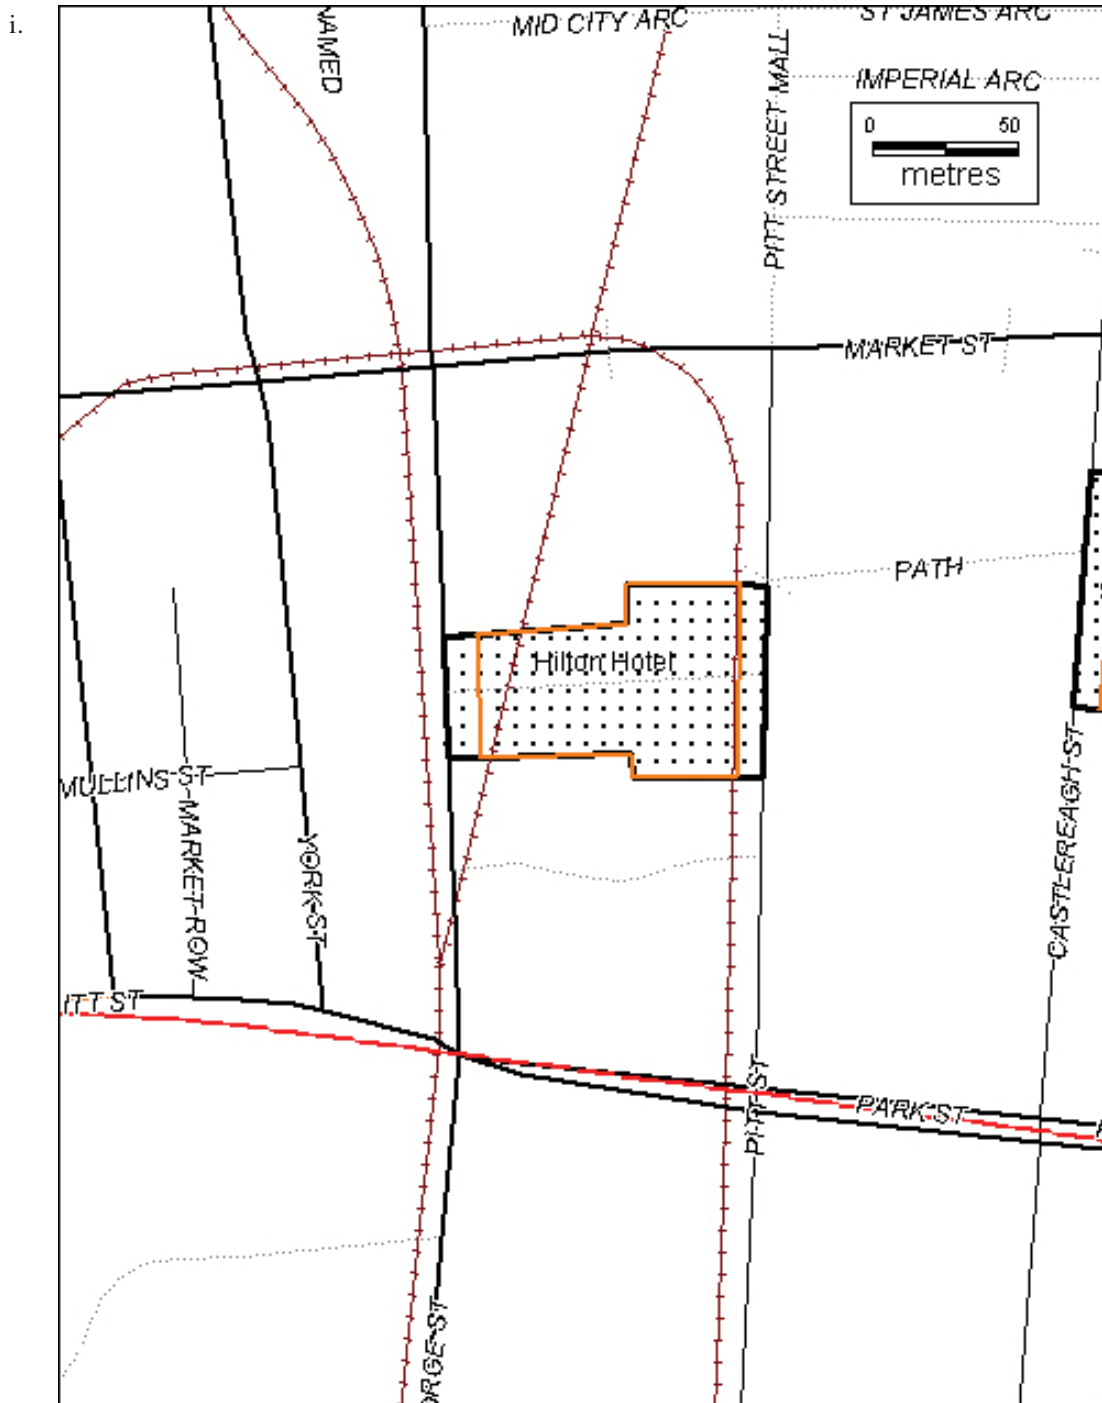 i.
NAMED
MID CITY ARC
ST JAMES ARC
IMPERIAL ARC
0 50
metres
PITT STREET MALL
MARKET ST
PATH
Hilton Hotel
MULLINS ST
MARKET ROW
YORK ST
CASTLEREAGH ST
ITT ST
PITT ST
PARK ST
ORGE ST